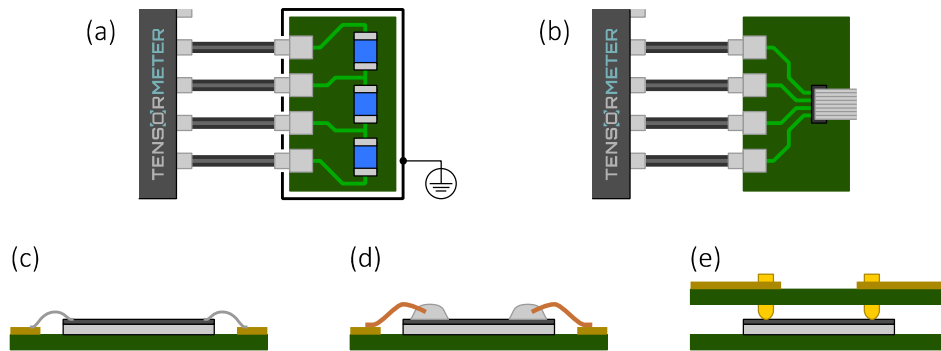 (a)
TENSORMETER
(b)
TENSORMETER
(c)
(d)
(e)